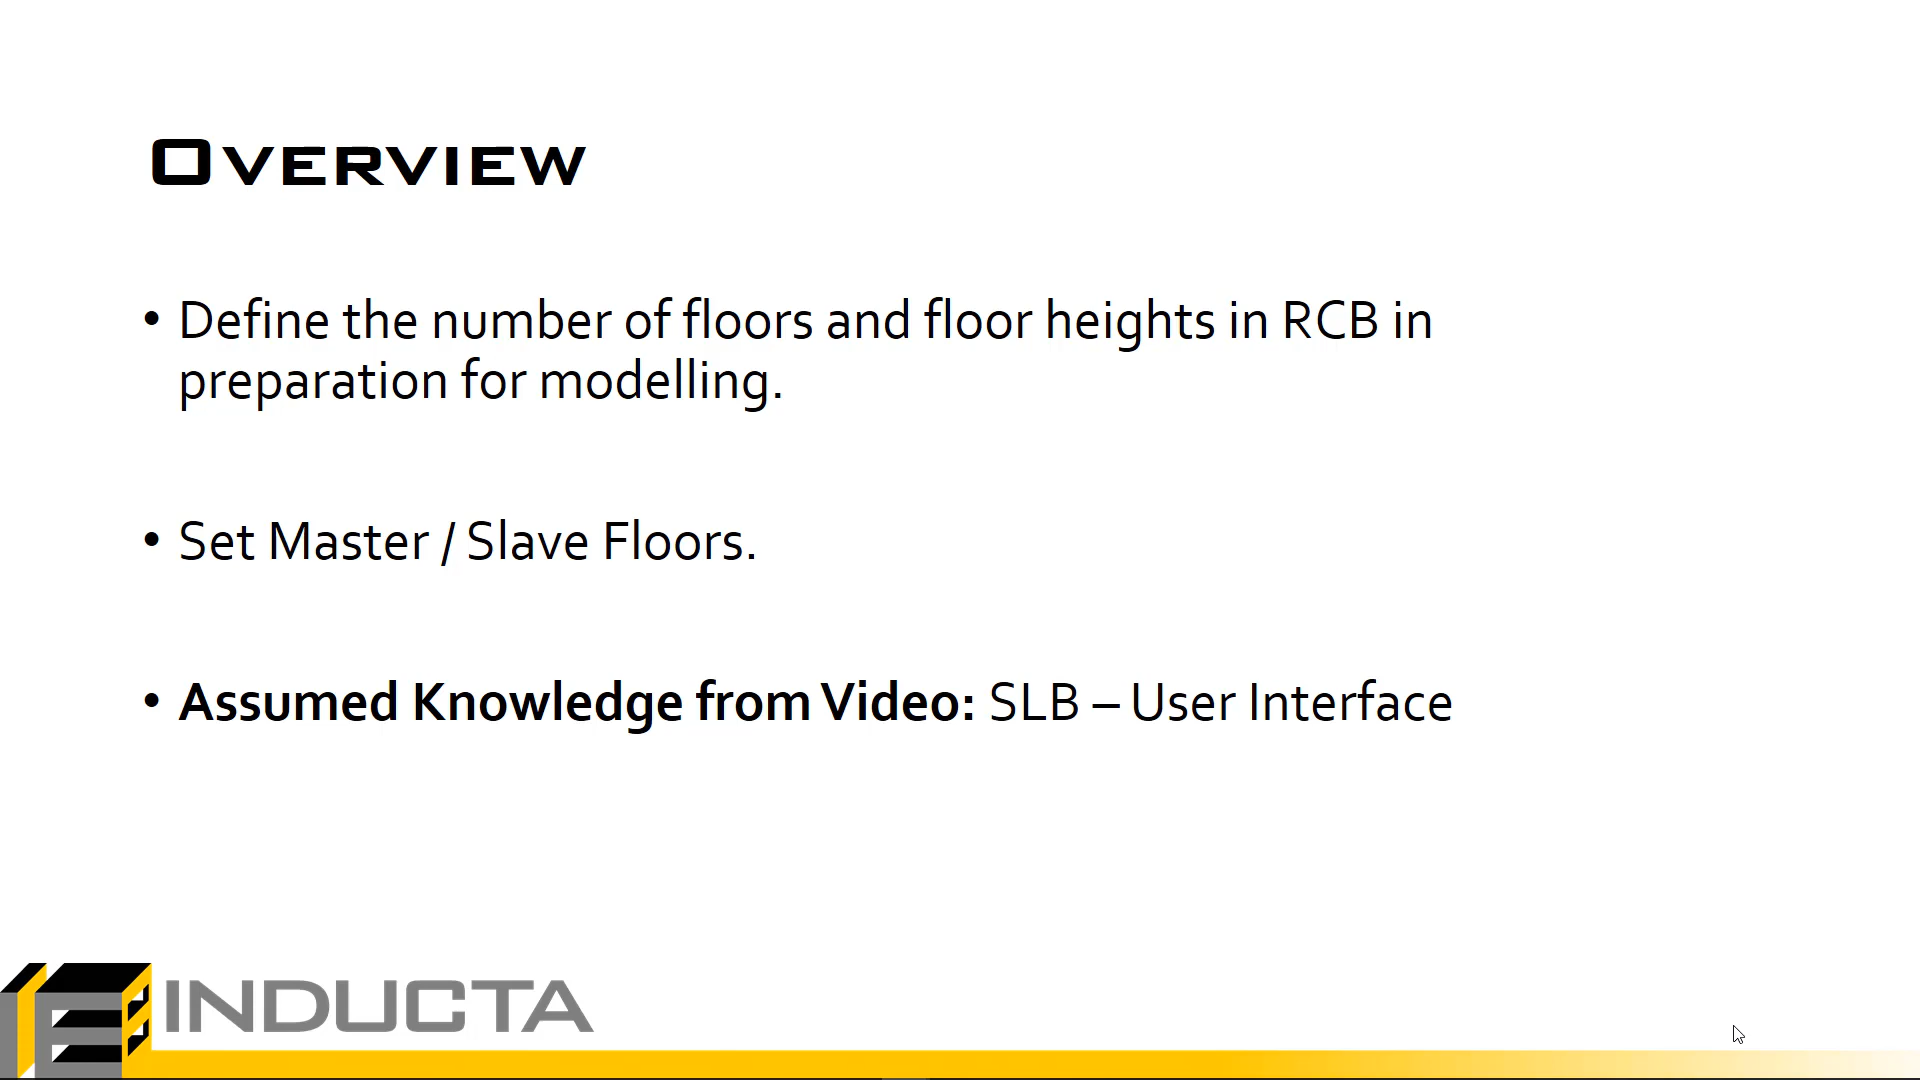 Overview
• Define the number of floors and floor heights in RCB in
preparation for modelling.
• Set Master / Slave Floors.
• Assumed Knowledge from Video: SLB – User Interface
INDUCTA